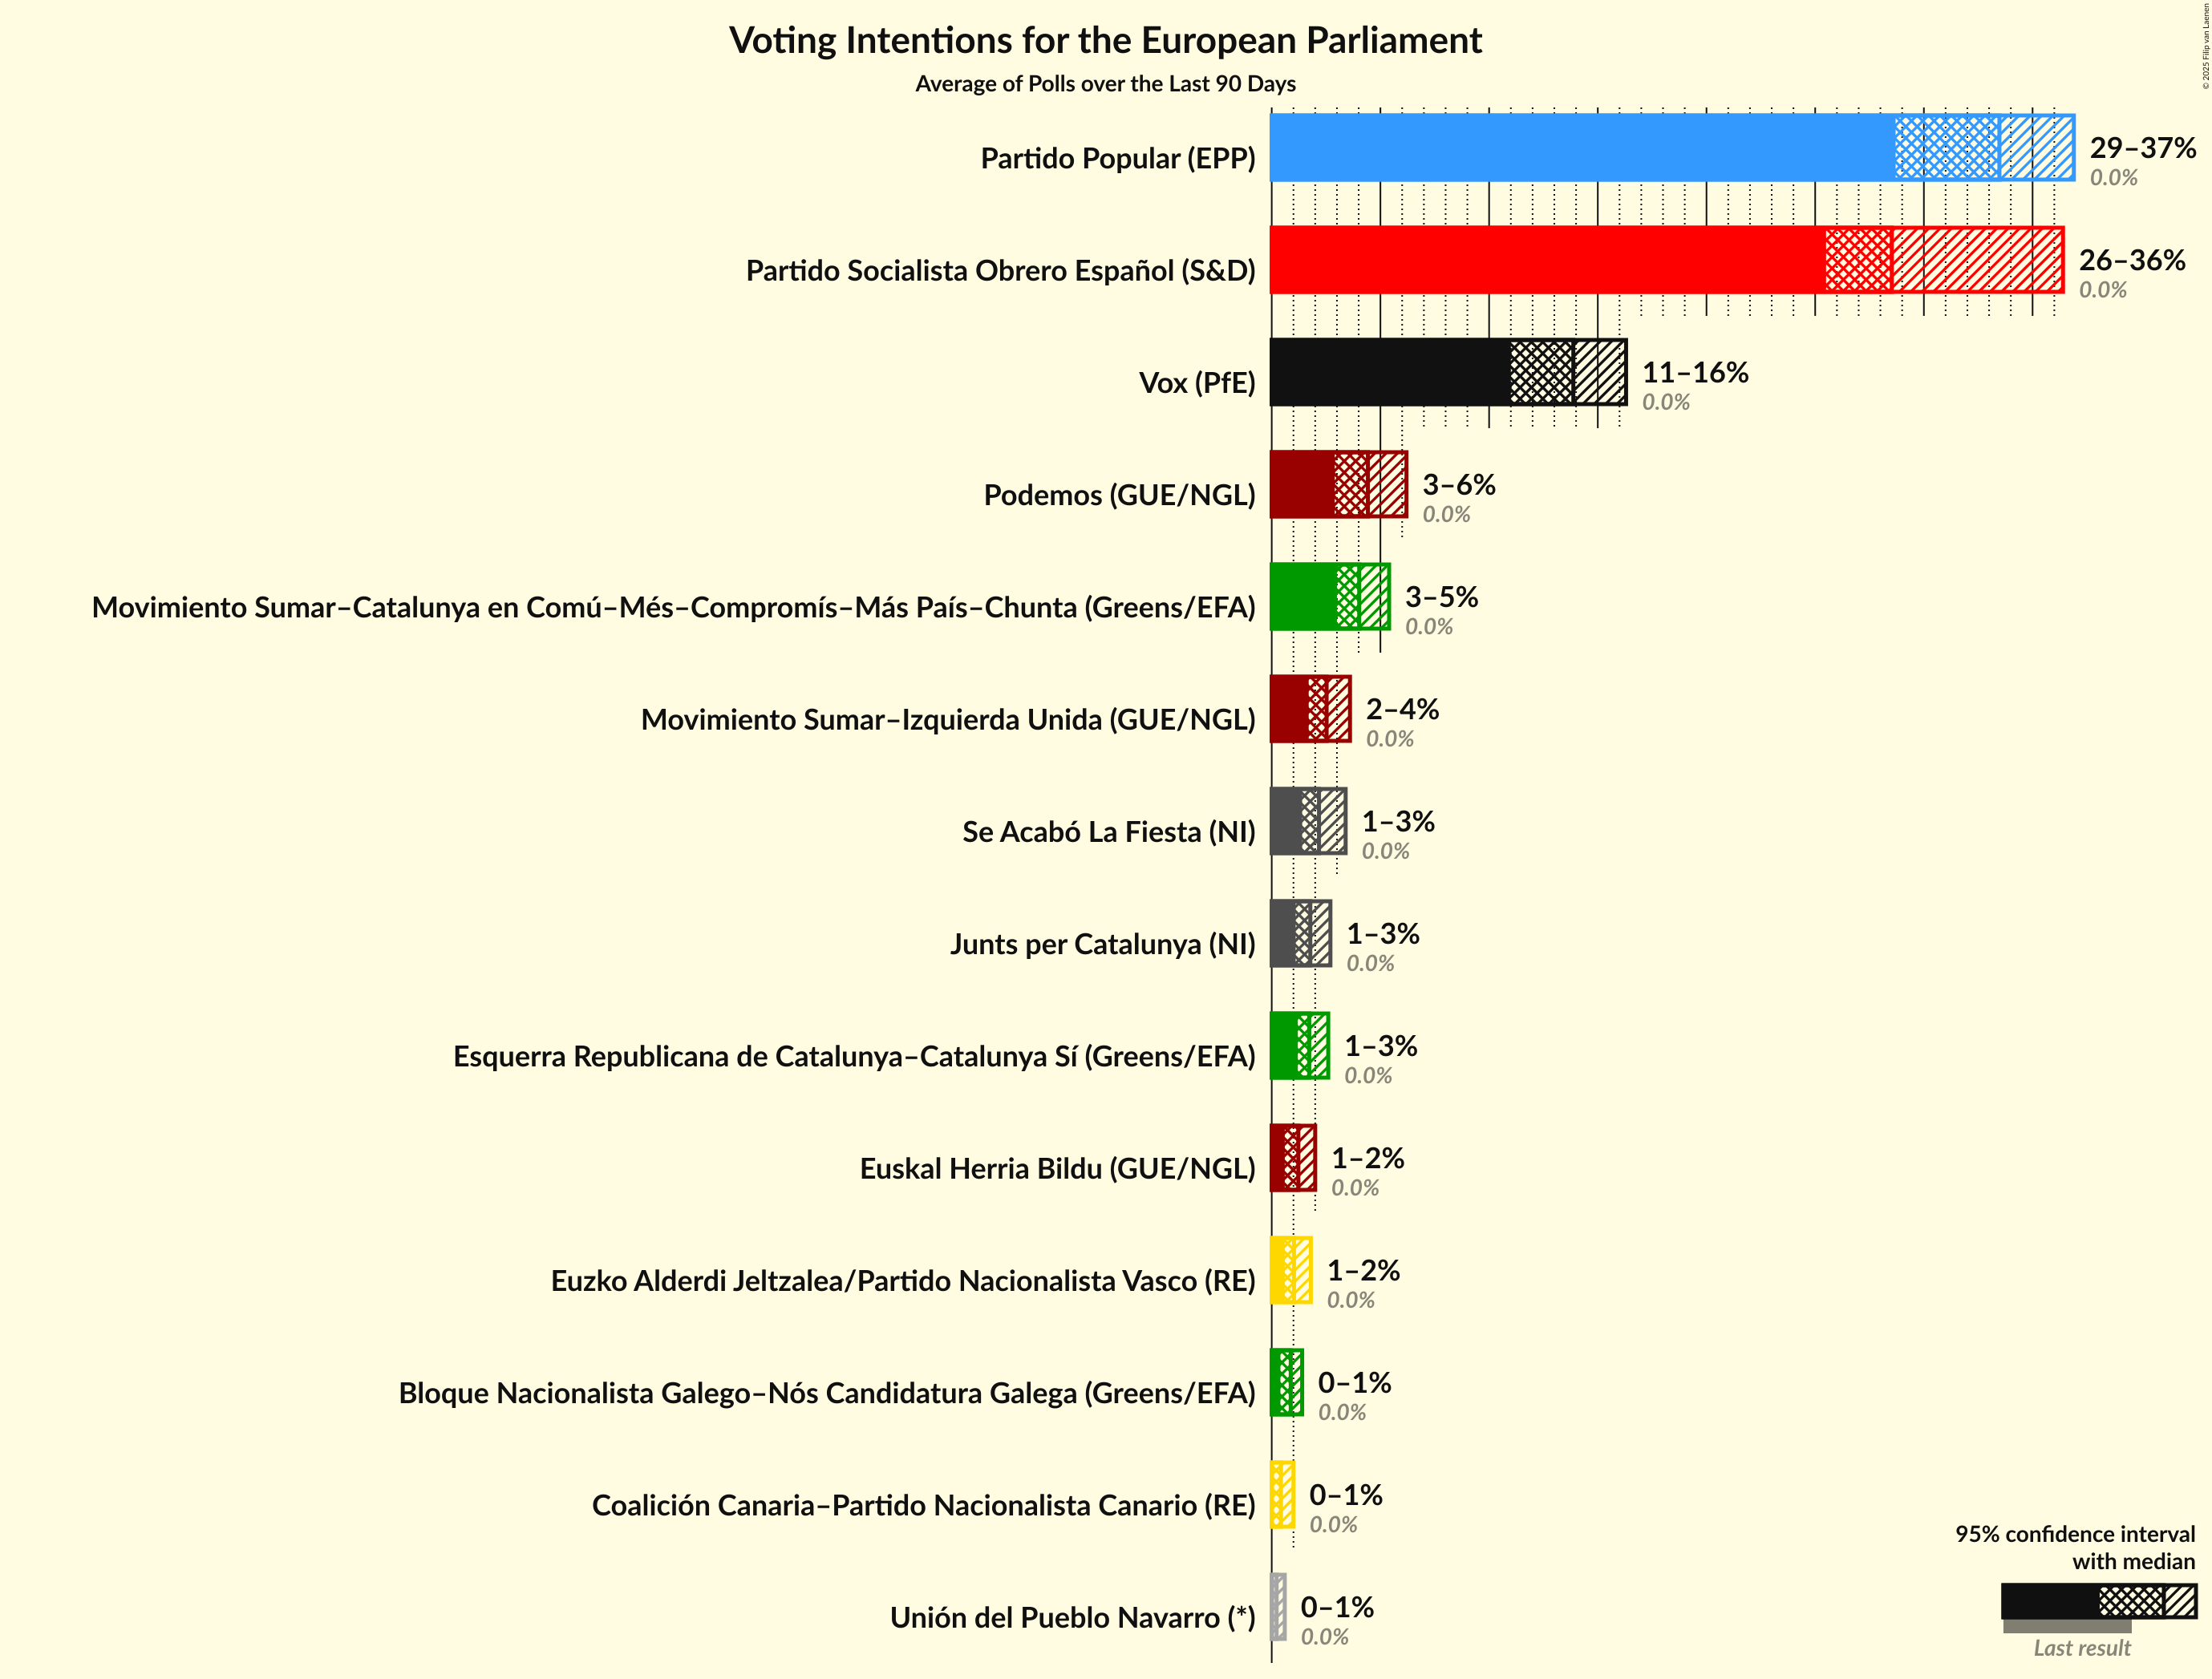 Voting Intentions for the European Parliament
Average of Polls over the Last 90 Days
© 2025 Filip van Laenen
Partido Popular (EPP)
29–37%
0.0%
Partido Socialista Obrero Español (S&D)
26–36%
0.0%
Vox (PfE)
11–16%
0.0%
Podemos (GUE/NGL)
3–6%
0.0%
Movimiento Sumar–Catalunya en Comú–Més–Compromís–Más País–Chunta (Greens/EFA)
3–5%
0.0%
Movimiento Sumar–Izquierda Unida (GUE/NGL)
2–4%
0.0%
Se Acabó La Fiesta (NI)
1–3%
0.0%
Junts per Catalunya (NI)
1–3%
0.0%
Esquerra Republicana de Catalunya–Catalunya Sí (Greens/EFA)
1–3%
0.0%
Euskal Herria Bildu (GUE/NGL)
1–2%
0.0%
Euzko Alderdi Jeltzalea/Partido Nacionalista Vasco (RE)
1–2%
0.0%
Bloque Nacionalista Galego–Nós Candidatura Galega (Greens/EFA)
0–1%
0.0%
Coalición Canaria–Partido Nacionalista Canario (RE)
0–1%
0.0%
Unión del Pueblo Navarro (*)
0–1%
0.0%
95% confidence interval
with median
Last result